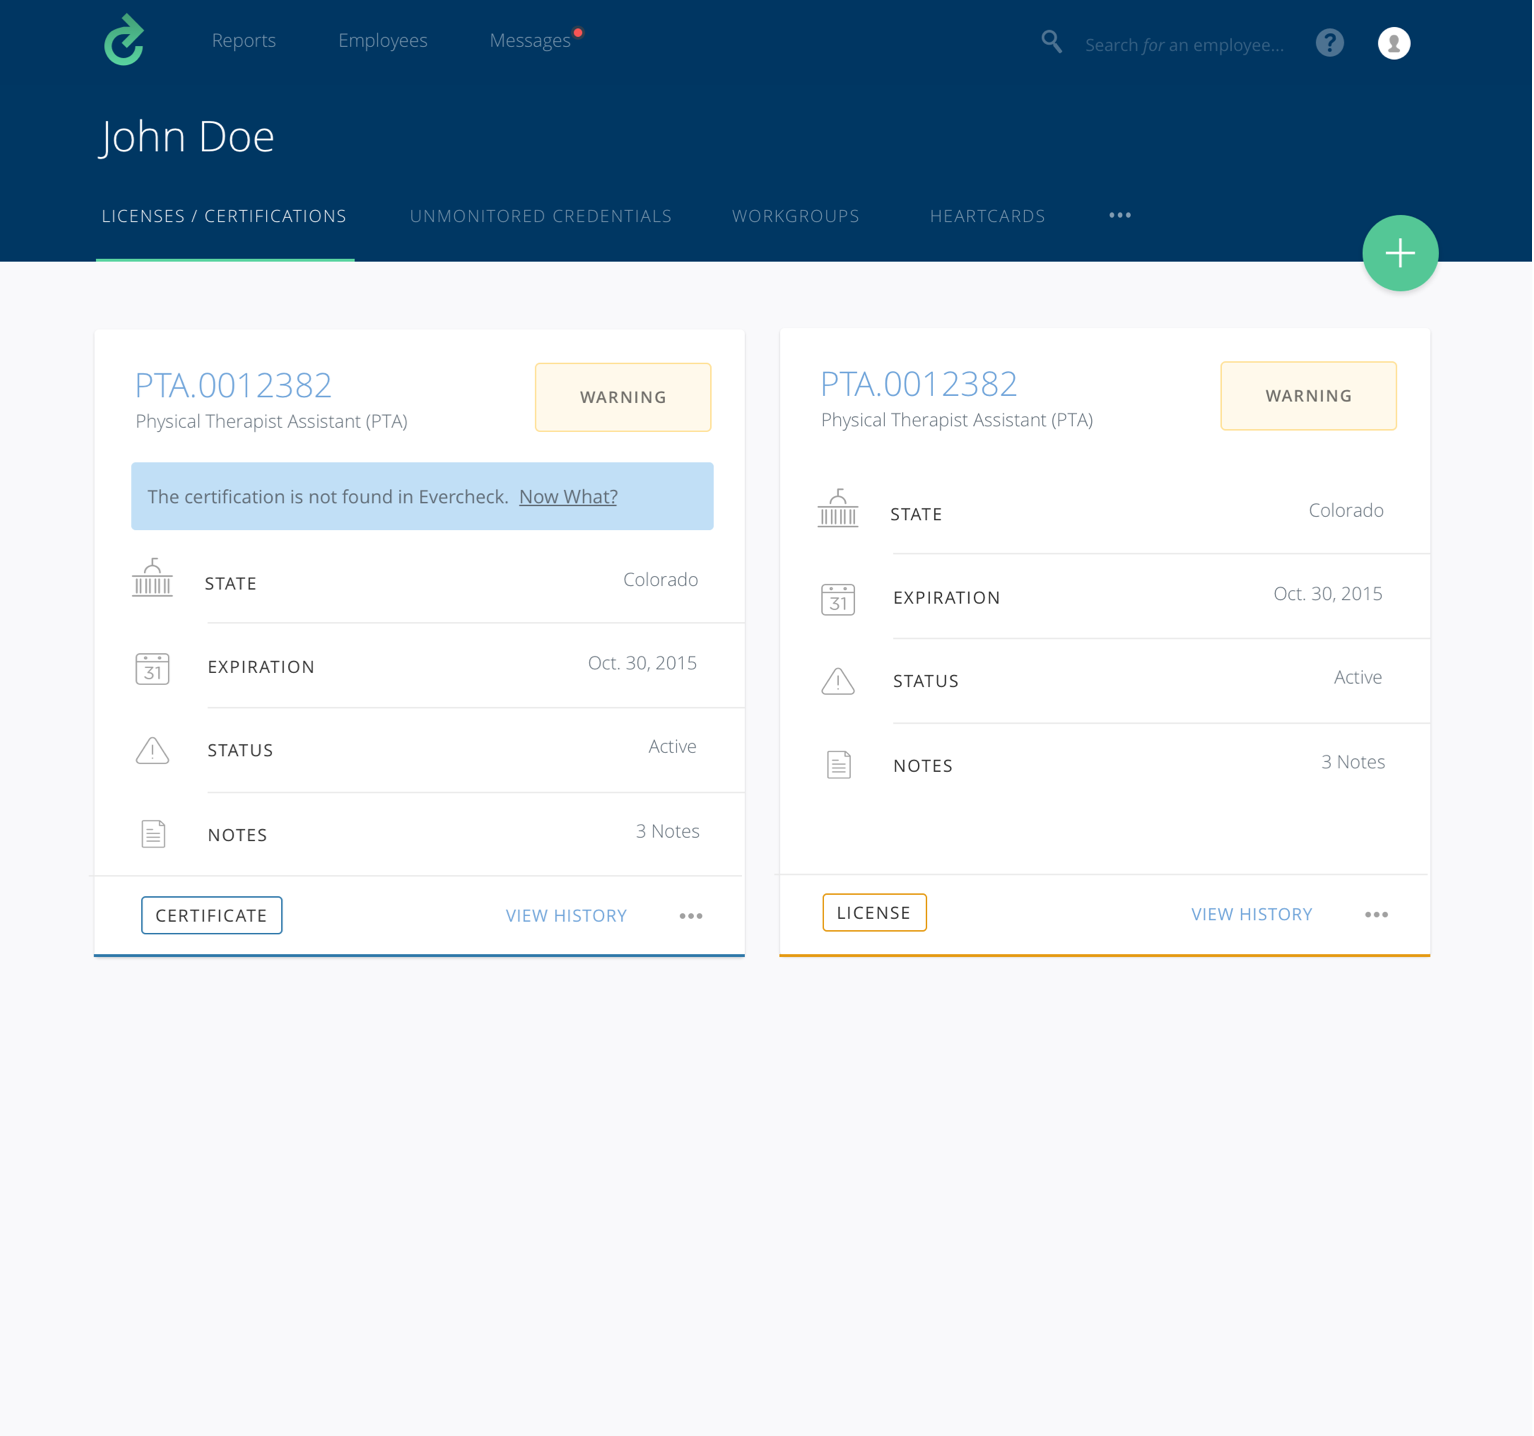 Reports Employees Messages Search for an employee... ?
John Doe
LICENSES / CERTIFICATIONS UNMONITORED CREDENTIALS WORKGROUPS HEARTCARDS •••
PTA.0012382
WARNING
Physical Therapist Assistant (PTA)
The certification is not found in Evercheck. Now What?
STATE Colorado
31 EXPIRATION Oct. 30, 2015
STATUS Active
NOTES 3 Notes
CERTIFICATE VIEW HISTORY •••
PTA.0012382
WARNING
Physical Therapist Assistant (PTA)
STATE Colorado
31 EXPIRATION Oct. 30, 2015
STATUS Active
NOTES 3 Notes
LICENSE VIEW HISTORY •••